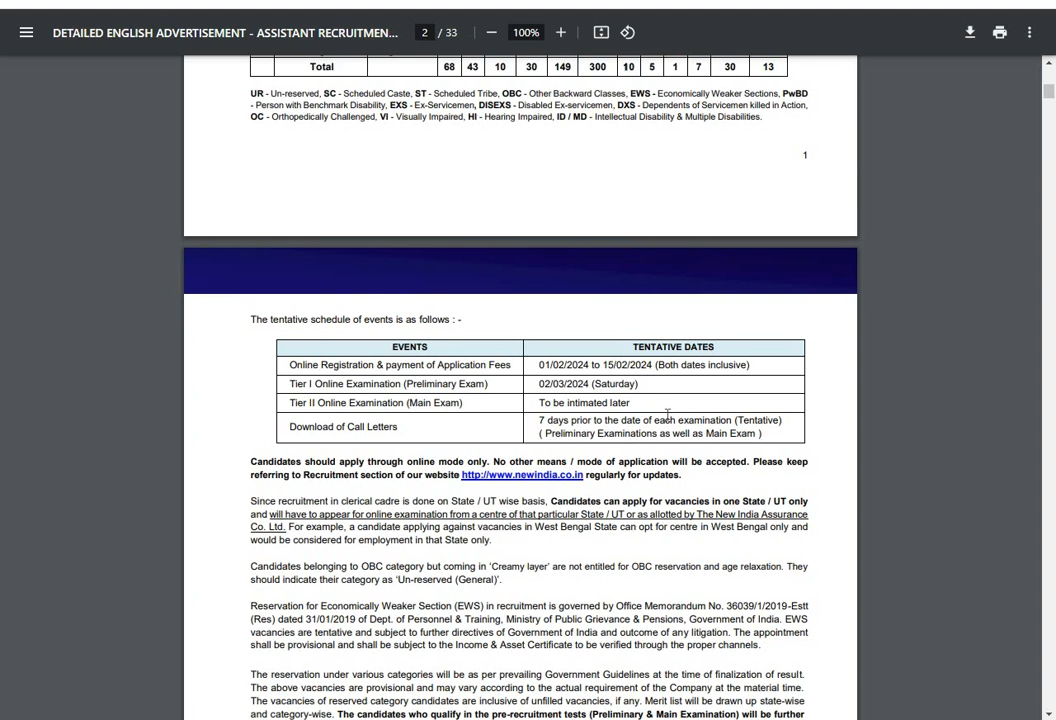 DETAILED ENGLISH ADVERTISEMENT - ASSISTANT RECRUITMEN... 2 / 33 100%
Total 68 43 10 30 149 300 10 5 1 7 30 13
UR - Un-reserved, SC - Scheduled Caste, ST - Scheduled Tribe, OBC - Other Backward Classes, EWS - Economically Weaker Sections, PwBD
- Person with Benchmark Disability, EXS - Ex-Servicemen, DISEXS - Disabled Ex-servicemen, DXS - Dependents of Servicemen killed in Action,
OC - Orthopedically Challenged, VI - Visually Impaired, HI - Hearing Impaired, ID / MD - Intellectual Disability & Multiple Disabilities.
1
The tentative schedule of events is as follows : -
EVENTS TENTATIVE DATES
Online Registration & payment of Application Fees 01/02/2024 to 15/02/2024 (Both dates inclusive)
Tier I Online Examination (Preliminary Exam) 02/03/2024 (Saturday)
Tier II Online Examination (Main Exam) To be intimated later
Download of Call Letters 7 days prior to the date of each examination (Tentative)
( Preliminary Examinations as well as Main Exam )
Candidates should apply through online mode only. No other means / mode of application will be accepted. Please keep
referring to Recruitment section of our website http://www.newindia.co.in regularly for updates.
Since recruitment in clerical cadre is done on State / UT wise basis, Candidates can apply for vacancies in one State / UT only
and will have to appear for online examination from a centre of that particular State / UT or as allotted by The New India Assurance
Co. Ltd. For example, a candidate applying against vacancies in West Bengal State can opt for centre in West Bengal only and
would be considered for employment in that State only.
Candidates belonging to OBC category but coming in 'Creamy layer' are not entitled for OBC reservation and age relaxation. They
should indicate their category as 'Un-reserved (General)'.
Reservation for Economically Weaker Section (EWS) in recruitment is governed by Office Memorandum No. 36039/1/2019-Estt
(Res) dated 31/01/2019 of Dept. of Personnel & Training, Ministry of Public Grievance & Pensions, Government of India. EWS
vacancies are tentative and subject to further directives of Government of India and outcome of any litigation. The appointment
shall be provisional and shall be subject to the Income & Asset Certificate to be verified through the proper channels.
The reservation under various categories will be as per prevailing Government Guidelines at the time of finalization of result.
The above vacancies are provisional and may vary according to the actual requirement of the Company at the material time.
The vacancies of reserved category candidates are inclusive of unfilled vacancies, if any. Merit list will be drawn up state-wise
and category-wise. The candidates who qualify in the pre-recruitment tests (Preliminary & Main Examination) will be further